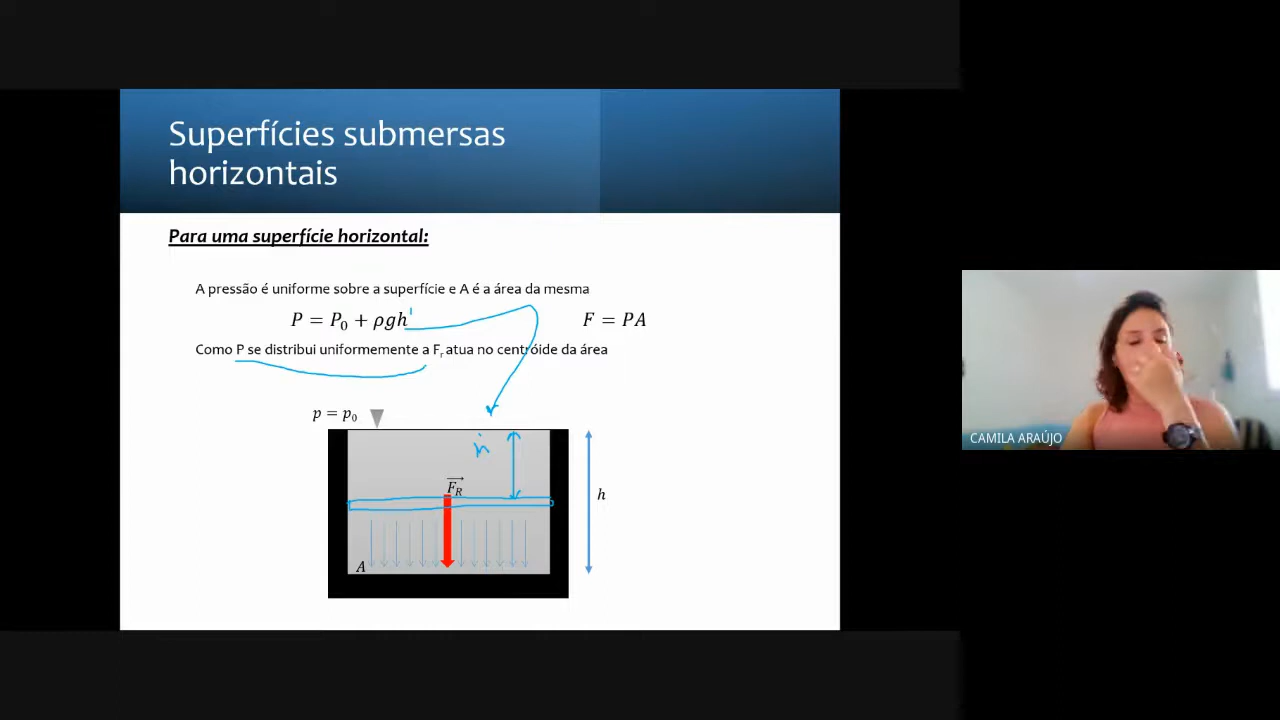 Superfícies submersas
horizontais
Para uma superfície horizontal:
A pressão é uniforme sobre a superfície e A é a área da mesma
P = P₀ + ρgh'
F = PA
Como P se distribui uniformemente a Fᵣ atua no centróide da área
p = p₀
h
F_R
h
A
CAMILA ARAÚJO